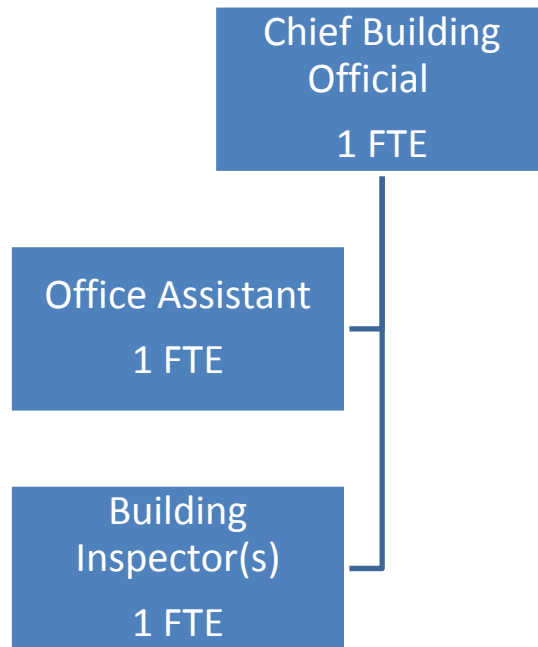 Chief Building
Official
1 FTE
Office Assistant
1 FTE
Building
Inspector(s)
1 FTE